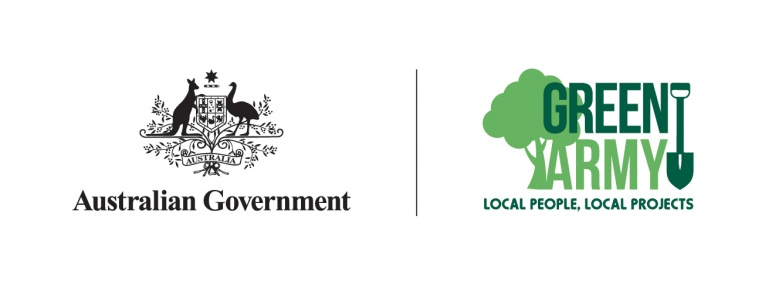 AUSTRALIA
Australian Government
GREEN
ARMY
LOCAL PEOPLE, LOCAL PROJECTS